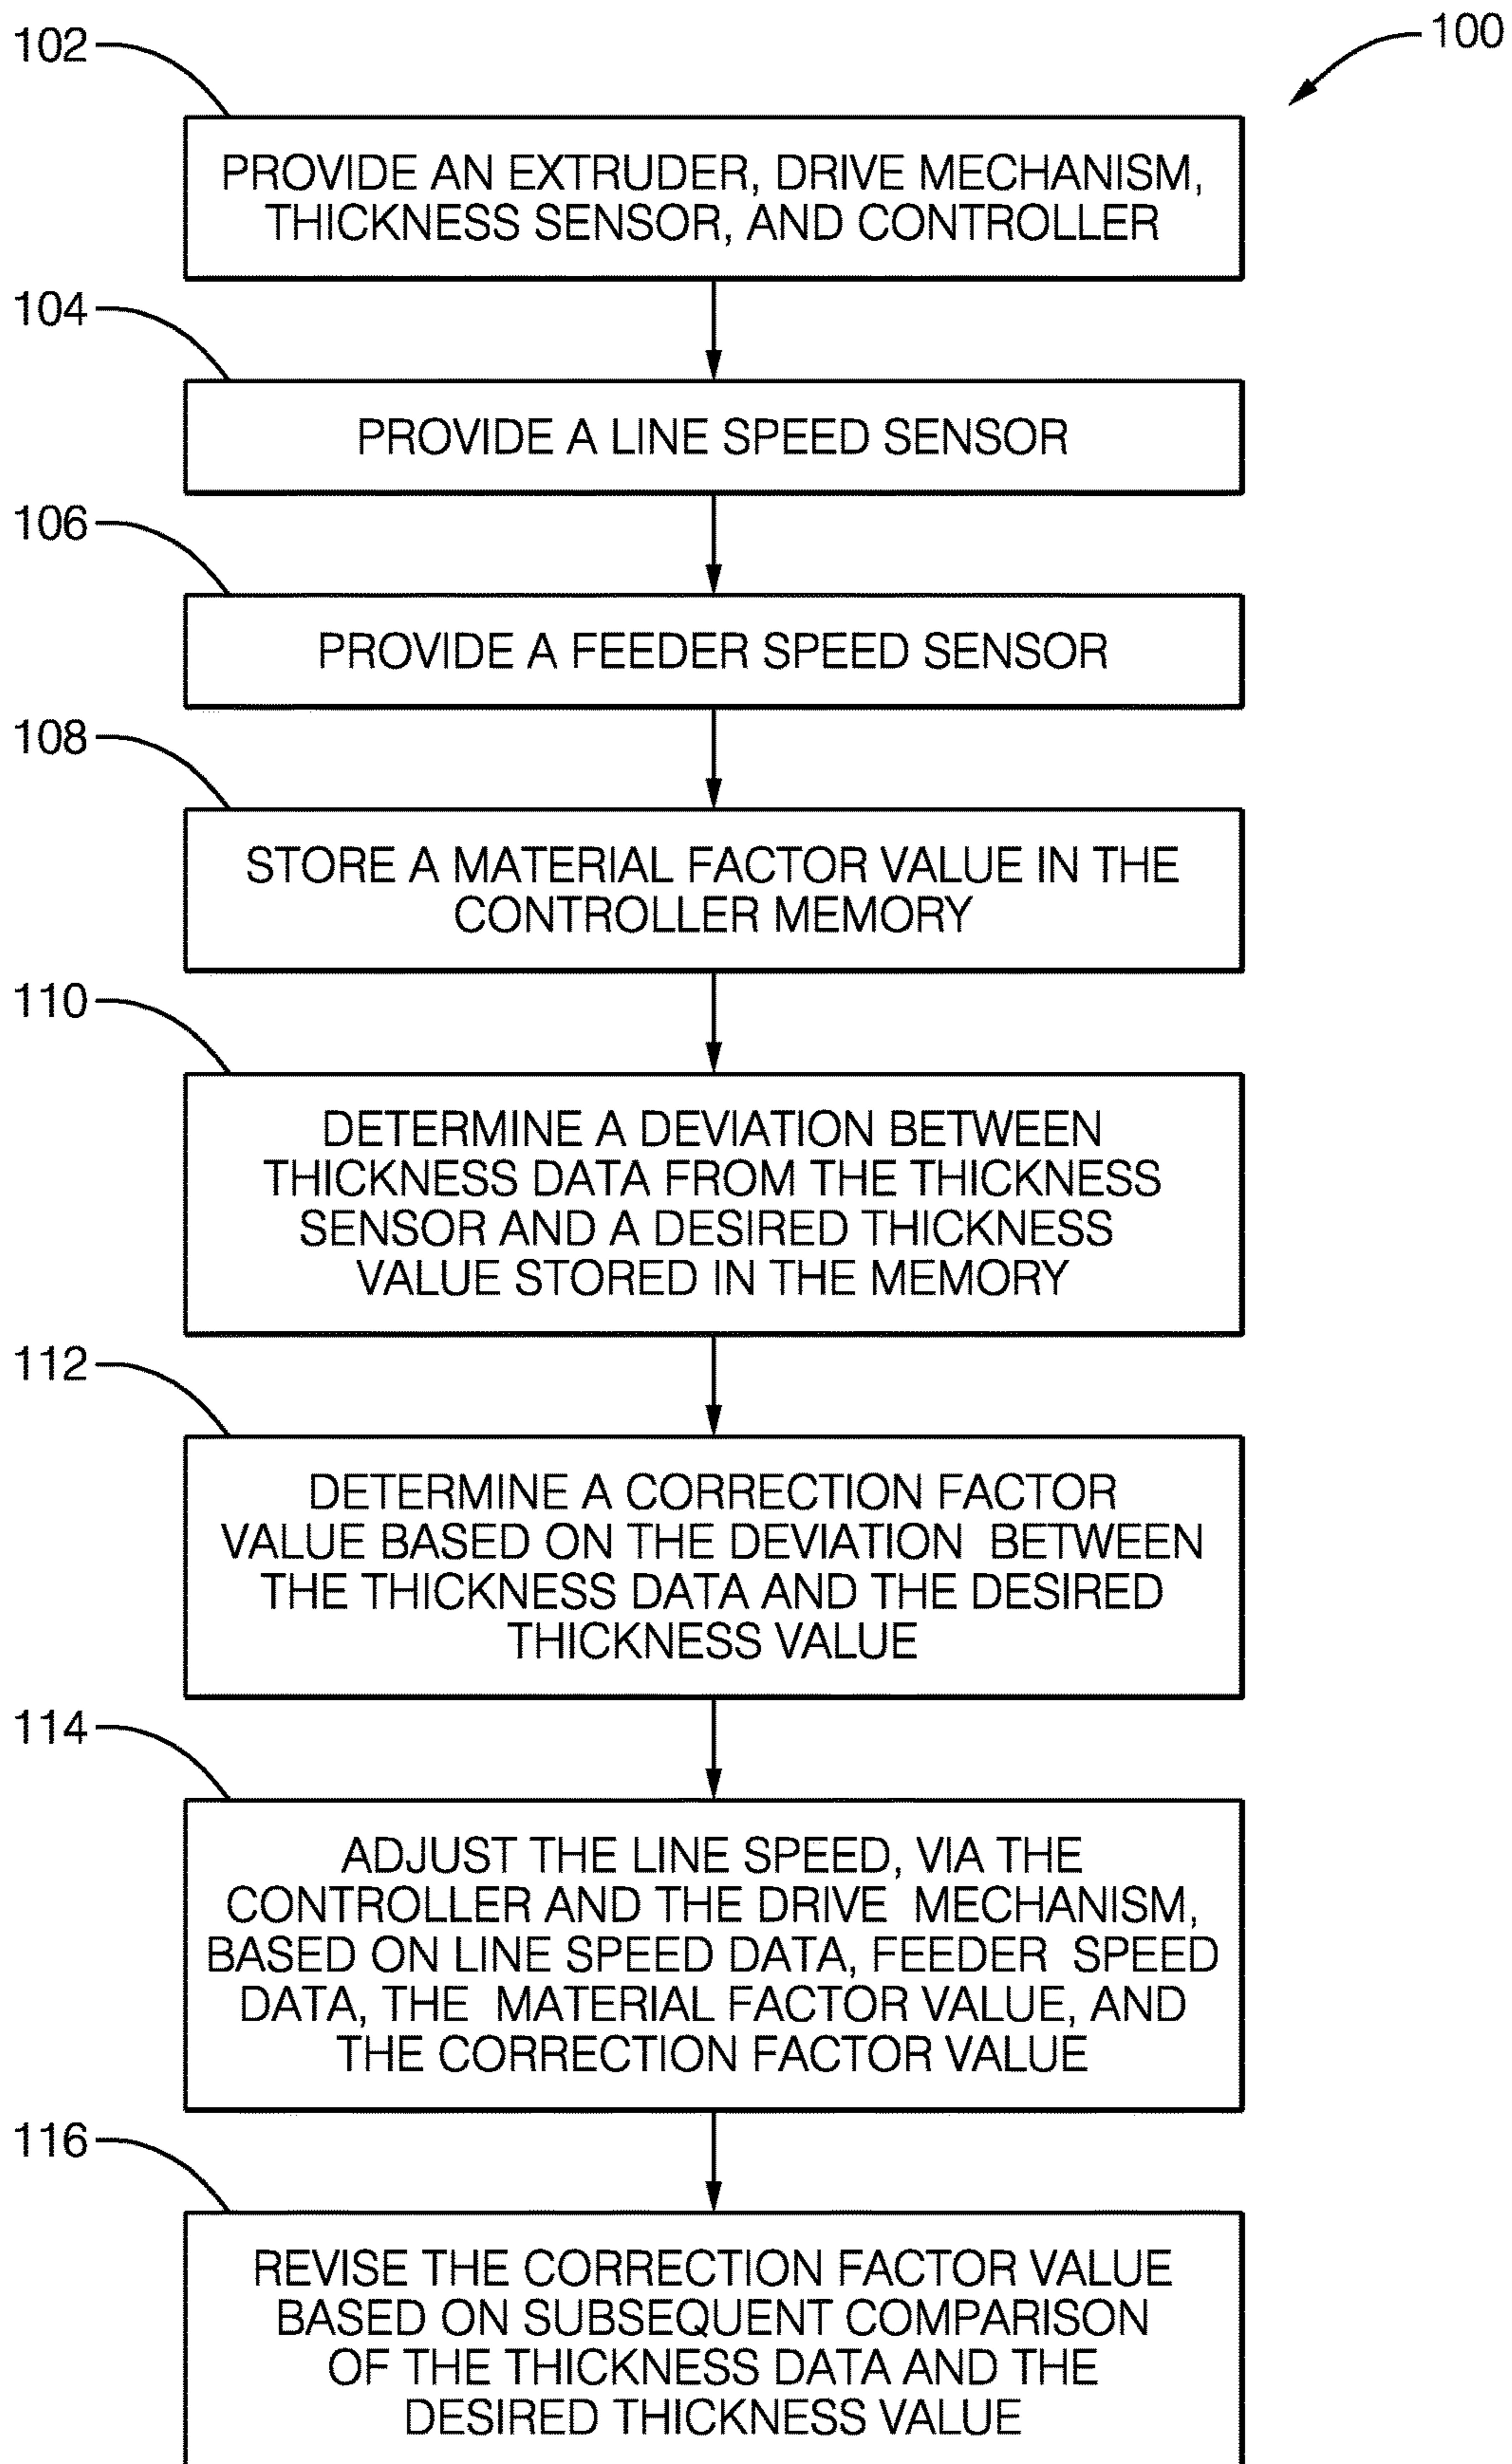 102
100
PROVIDE AN EXTRUDER, DRIVE MECHANISM,
THICKNESS SENSOR, AND CONTROLLER
104
PROVIDE A LINE SPEED SENSOR
106
PROVIDE A FEEDER SPEED SENSOR
108
STORE A MATERIAL FACTOR VALUE IN THE
CONTROLLER MEMORY
110
DETERMINE A DEVIATION BETWEEN
THICKNESS DATA FROM THE THICKNESS
SENSOR AND A DESIRED THICKNESS
VALUE STORED IN THE MEMORY
112
DETERMINE A CORRECTION FACTOR
VALUE BASED ON THE DEVIATION BETWEEN
THE THICKNESS DATA AND THE DESIRED
THICKNESS VALUE
114
ADJUST THE LINE SPEED, VIA THE
CONTROLLER AND THE DRIVE MECHANISM,
BASED ON LINE SPEED DATA, FEEDER SPEED
DATA, THE MATERIAL FACTOR VALUE, AND
THE CORRECTION FACTOR VALUE
116
REVISE THE CORRECTION FACTOR VALUE
BASED ON SUBSEQUENT COMPARISON
OF THE THICKNESS DATA AND THE
DESIRED THICKNESS VALUE